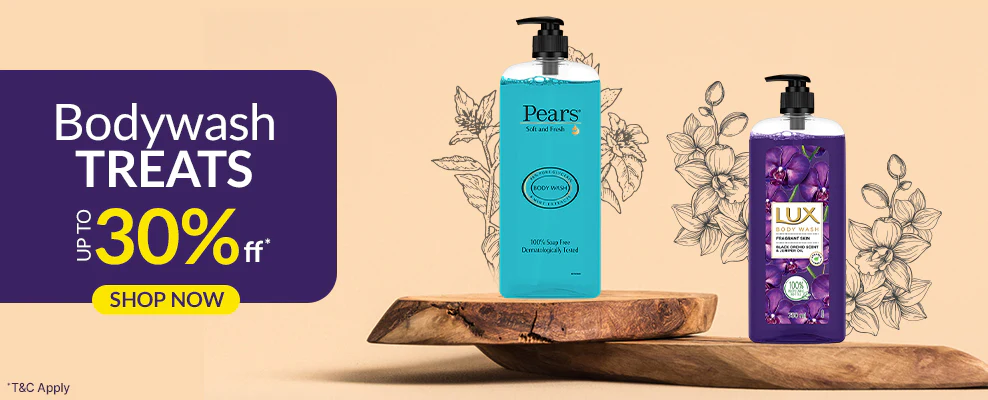 Bodywash
TREATS
UP TO
30%ff*
SHOP NOW
*T&C Apply
Pears
Soft and Fresh
BODY WASH
100% Soap Free
Dermatologically Tested
LUX
BODY WASH
FRAGRANT SKIN
BLACK ORCHID SCENT
& JUNIPER OIL
100%